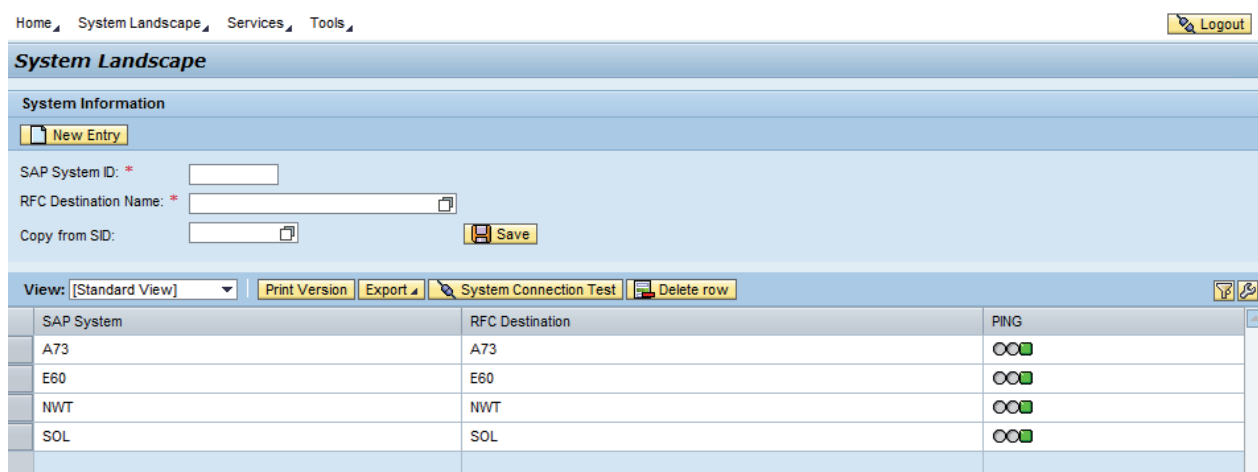 Home System Landscape Services Tools Logout
System Landscape
System Information
New Entry
SAP System ID: *
RFC Destination Name: *
Copy from SID: Save
View: [Standard View] Print Version Export System Connection Test Delete row
SAP System RFC Destination PING
A73 A73
E60 E60
NWT NWT
SOL SOL